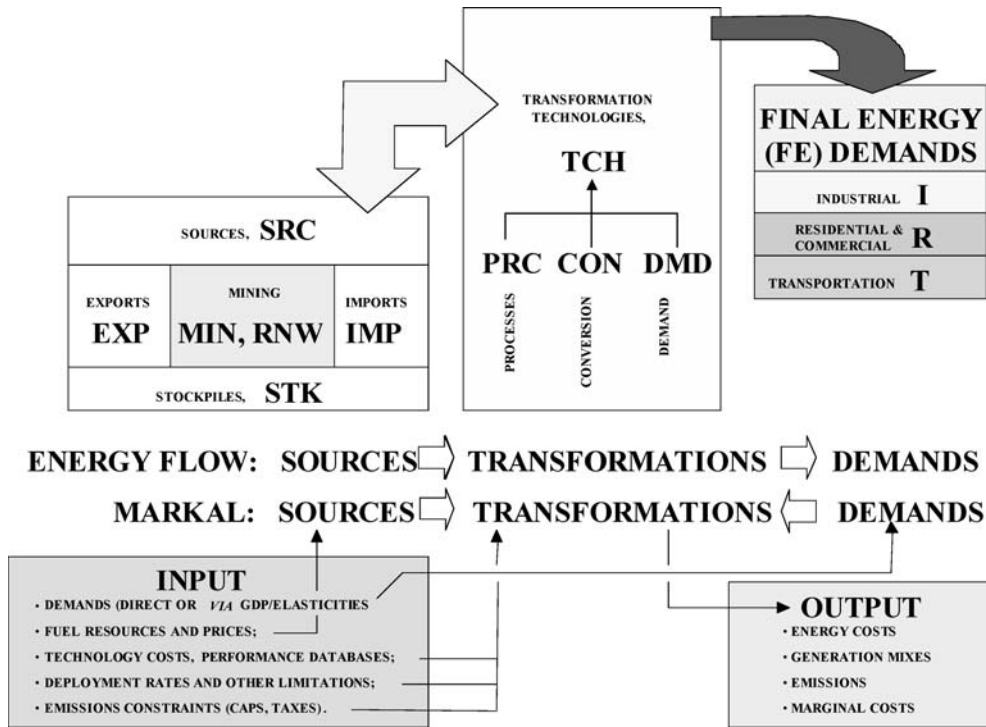 TRANSFORMATION
TECHNOLOGIES,
TCH
PRC CON DMD
PROCESSES
CONVERSION
DEMAND
FINAL ENERGY
(FE) DEMANDS
INDUSTRIAL I
RESIDENTIAL &
COMMERCIAL R
TRANSPORTATION T
SOURCES, SRC
EXPORTS
EXP
MINING
MIN, RNW
IMPORTS
IMP
STOCKPILES, STK
ENERGY FLOW: SOURCES TRANSFORMATIONS DEMANDS
MARKAL: SOURCES TRANSFORMATIONS DEMANDS
INPUT
• DEMANDS (DIRECT OR VIA GDP/ELASTICITIES
• FUEL RESOURCES AND PRICES;
• TECHNOLOGY COSTS, PERFORMANCE DATABASES;
• DEPLOYMENT RATES AND OTHER LIMITATIONS;
• EMISSIONS CONSTRAINTS (CAPS, TAXES).
OUTPUT
• ENERGY COSTS
• GENERATION MIXES
• EMISSIONS
• MARGINAL COSTS